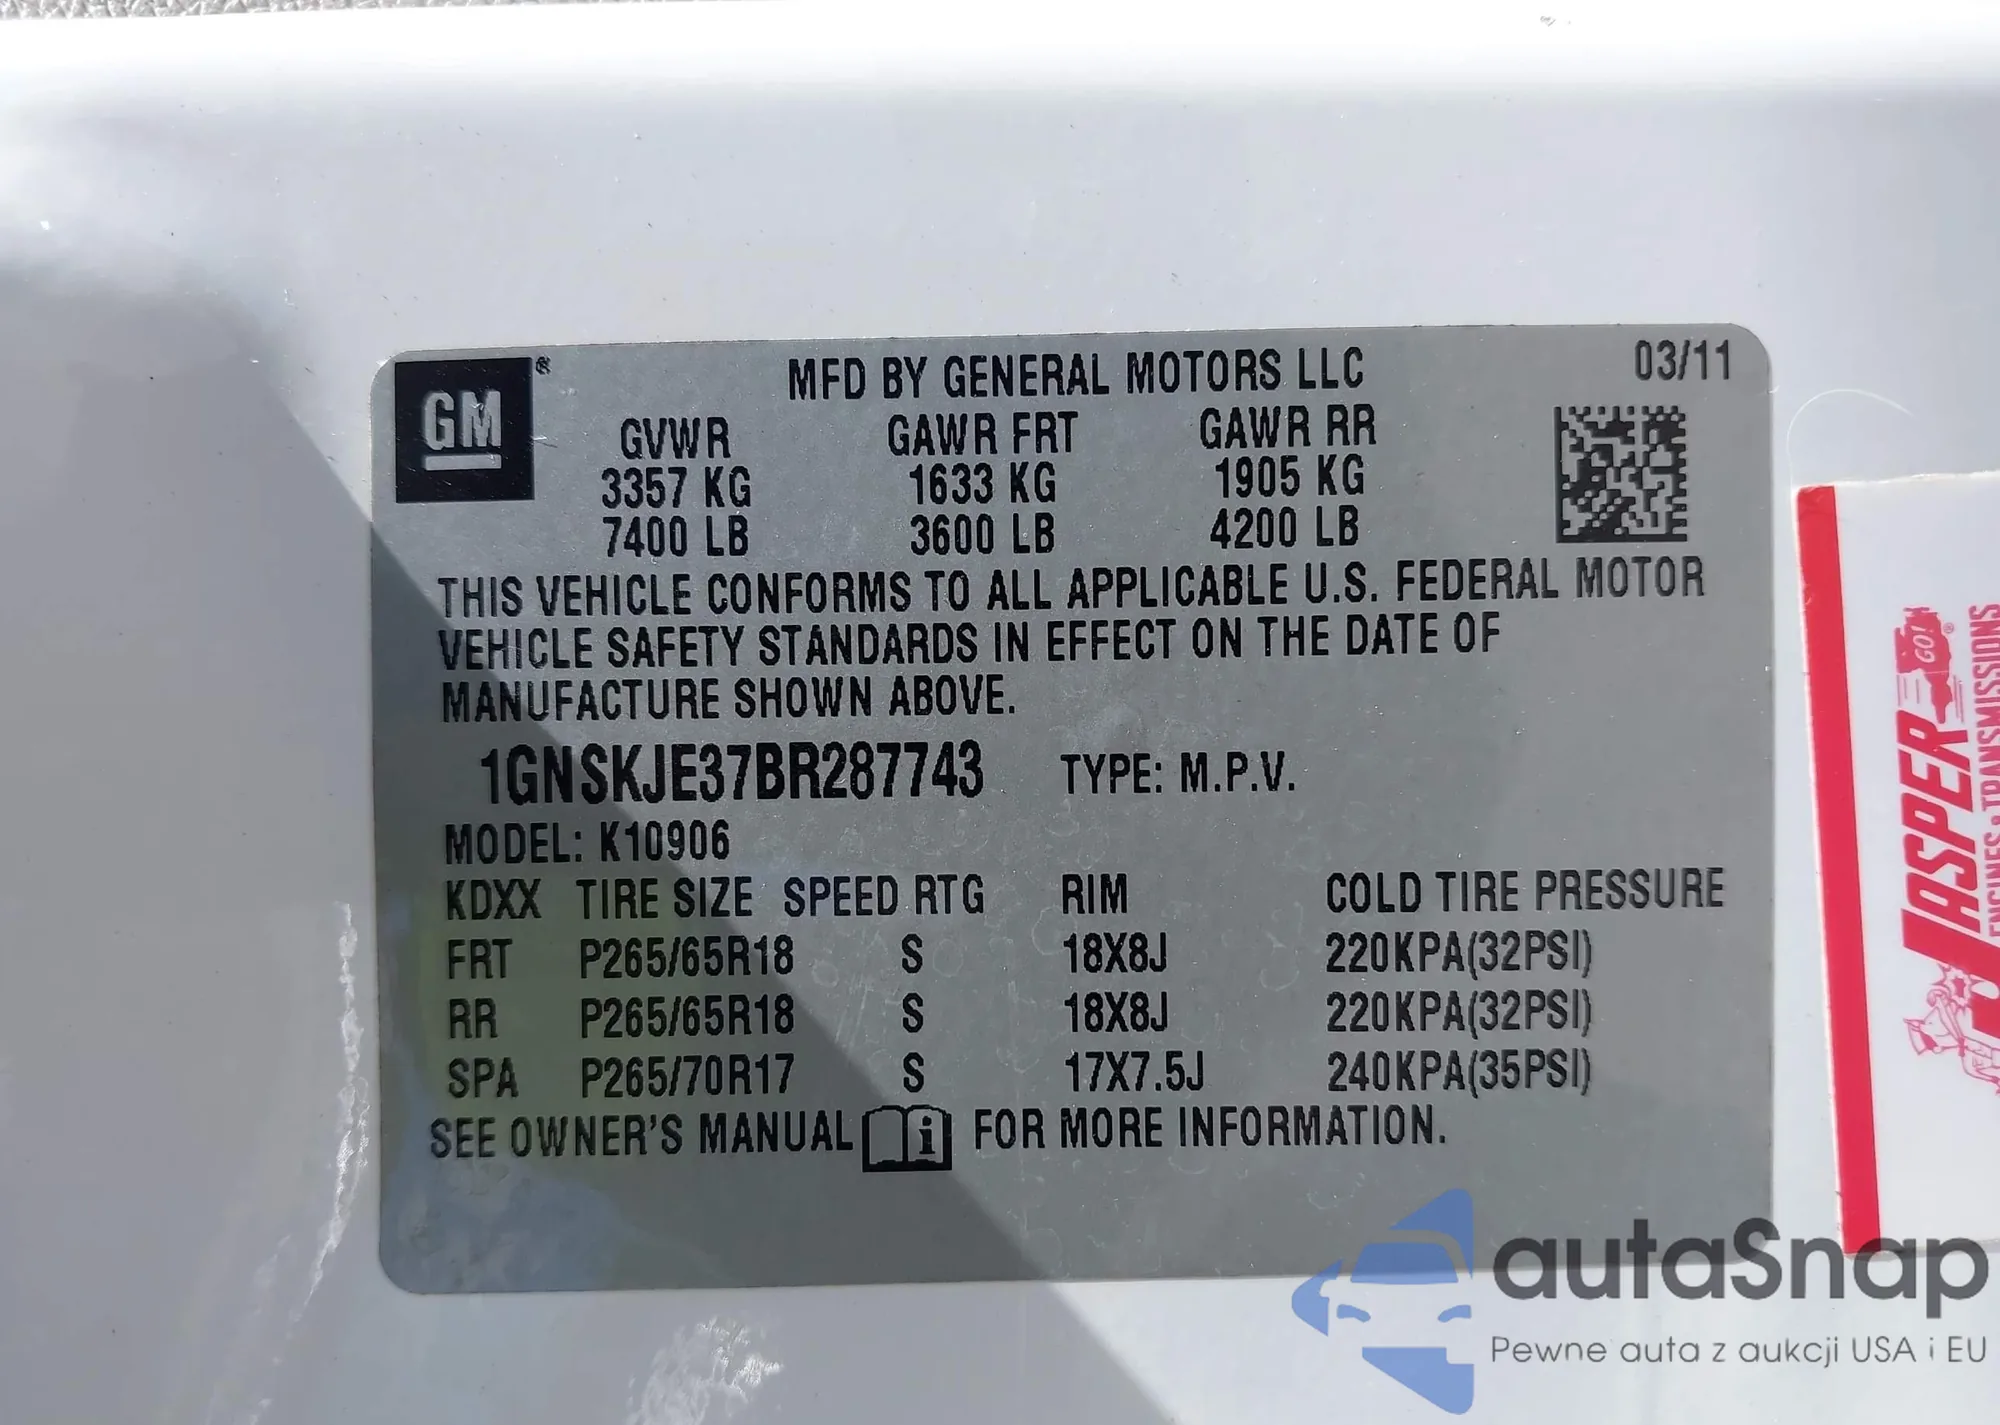 GM®
MFD BY GENERAL MOTORS LLC 03/11
GVWR GAWR FRT GAWR RR
3357 KG 1633 KG 1905 KG
7400 LB 3600 LB 4200 LB
THIS VEHICLE CONFORMS TO ALL APPLICABLE U.S. FEDERAL MOTOR
VEHICLE SAFETY STANDARDS IN EFFECT ON THE DATE OF
MANUFACTURE SHOWN ABOVE.
1GNSKJE37BR287743 TYPE: M.P.V.
MODEL: K10906
KDXX TIRE SIZE SPEED RTG RIM COLD TIRE PRESSURE
FRT P265/65R18 S 18X8J 220KPA(32PSI)
RR P265/65R18 S 18X8J 220KPA(32PSI)
SPA P265/70R17 S 17X7.5J 240KPA(35PSI)
SEE OWNER'S MANUAL i FOR MORE INFORMATION.
GO!
JASPER®
ENGINES • TRANSMISSIONS
autaSnap
Pewne auta z aukcji USA i EU